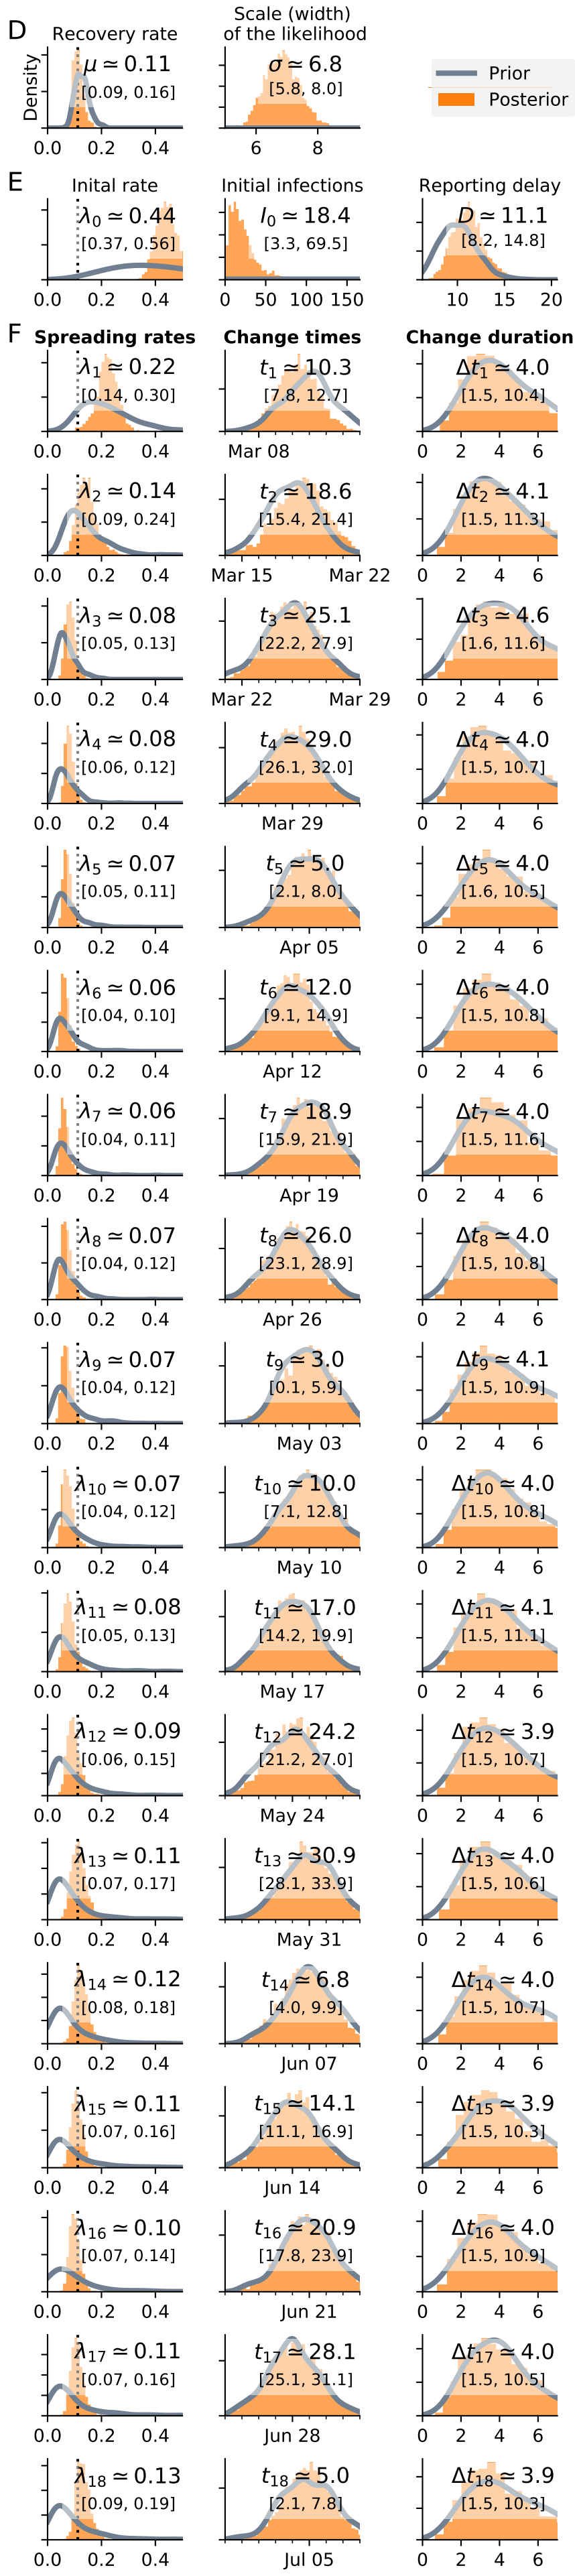 D
Recovery rate
Scale (width)
of the likelihood
Density
μ ≃ 0.11
[0.09, 0.16]
0.0 0.2 0.4
σ ≃ 6.8
[5.8, 8.0]
6 8
Prior
Posterior
E
Inital rate Initial infections Reporting delay
λ0 ≃ 0.44 I0 ≃ 18.4 D ≃ 11.1
[0.37, 0.56] [3.3, 69.5] [8.2, 14.8]
0.0 0.2 0.4 0 50 100 150 10 15 20
F
Spreading rates Change times Change duration
λ1 ≃ 0.22 t1 ≃ 10.3 Δt1 ≃ 4.0
[0.14, 0.30] [7.8, 12.7] [1.5, 10.4]
0.0 0.2 0.4 Mar 08 0 2 4 6
λ2 ≃ 0.14 t2 ≃ 18.6 Δt2 ≃ 4.1
[0.09, 0.24] [15.4, 21.4] [1.5, 11.3]
0.0 0.2 0.4 Mar 15 Mar 22 0 2 4 6
λ3 ≃ 0.08 t3 ≃ 25.1 Δt3 ≃ 4.6
[0.05, 0.13] [22.2, 27.9] [1.6, 11.6]
0.0 0.2 0.4 Mar 22 Mar 29 0 2 4 6
λ4 ≃ 0.08 t4 ≃ 29.0 Δt4 ≃ 4.0
[0.06, 0.12] [26.1, 32.0] [1.5, 10.7]
0.0 0.2 0.4 Mar 29 0 2 4 6
λ5 ≃ 0.07 t5 ≃ 5.0 Δt5 ≃ 4.0
[0.05, 0.11] [2.1, 8.0] [1.6, 10.5]
0.0 0.2 0.4 Apr 05 0 2 4 6
λ6 ≃ 0.06 t6 ≃ 12.0 Δt6 ≃ 4.0
[0.04, 0.10] [9.1, 14.9] [1.5, 10.8]
0.0 0.2 0.4 Apr 12 0 2 4 6
λ7 ≃ 0.06 t7 ≃ 18.9 Δt7 ≃ 4.0
[0.04, 0.11] [15.9, 21.9] [1.5, 11.6]
0.0 0.2 0.4 Apr 19 0 2 4 6
λ8 ≃ 0.07 t8 ≃ 26.0 Δt8 ≃ 4.0
[0.04, 0.12] [23.1, 28.9] [1.5, 10.8]
0.0 0.2 0.4 Apr 26 0 2 4 6
λ9 ≃ 0.07 t9 ≃ 3.0 Δt9 ≃ 4.1
[0.04, 0.12] [0.1, 5.9] [1.5, 10.9]
0.0 0.2 0.4 May 03 0 2 4 6
λ10 ≃ 0.07 t10 ≃ 10.0 Δt10 ≃ 4.0
[0.04, 0.12] [7.1, 12.8] [1.5, 10.8]
0.0 0.2 0.4 May 10 0 2 4 6
λ11 ≃ 0.08 t11 ≃ 17.0 Δt11 ≃ 4.1
[0.05, 0.13] [14.2, 19.9] [1.5, 11.1]
0.0 0.2 0.4 May 17 0 2 4 6
λ12 ≃ 0.09 t12 ≃ 24.2 Δt12 ≃ 3.9
[0.06, 0.15] [21.2, 27.0] [1.5, 10.7]
0.0 0.2 0.4 May 24 0 2 4 6
λ13 ≃ 0.11 t13 ≃ 30.9 Δt13 ≃ 4.0
[0.07, 0.17] [28.1, 33.9] [1.5, 10.6]
0.0 0.2 0.4 May 31 0 2 4 6
λ14 ≃ 0.12 t14 ≃ 6.8 Δt14 ≃ 4.0
[0.08, 0.18] [4.0, 9.9] [1.5, 10.7]
0.0 0.2 0.4 Jun 07 0 2 4 6
λ15 ≃ 0.11 t15 ≃ 14.1 Δt15 ≃ 3.9
[0.07, 0.16] [11.1, 16.9] [1.5, 10.3]
0.0 0.2 0.4 Jun 14 0 2 4 6
λ16 ≃ 0.10 t16 ≃ 20.9 Δt16 ≃ 4.0
[0.07, 0.14] [17.8, 23.9] [1.5, 10.9]
0.0 0.2 0.4 Jun 21 0 2 4 6
λ17 ≃ 0.11 t17 ≃ 28.1 Δt17 ≃ 4.0
[0.07, 0.16] [25.1, 31.1] [1.5, 10.5]
0.0 0.2 0.4 Jun 28 0 2 4 6
λ18 ≃ 0.13 t18 ≃ 5.0 Δt18 ≃ 3.9
[0.09, 0.19] [2.1, 7.8] [1.5, 10.3]
0.0 0.2 0.4 Jul 05 0 2 4 6